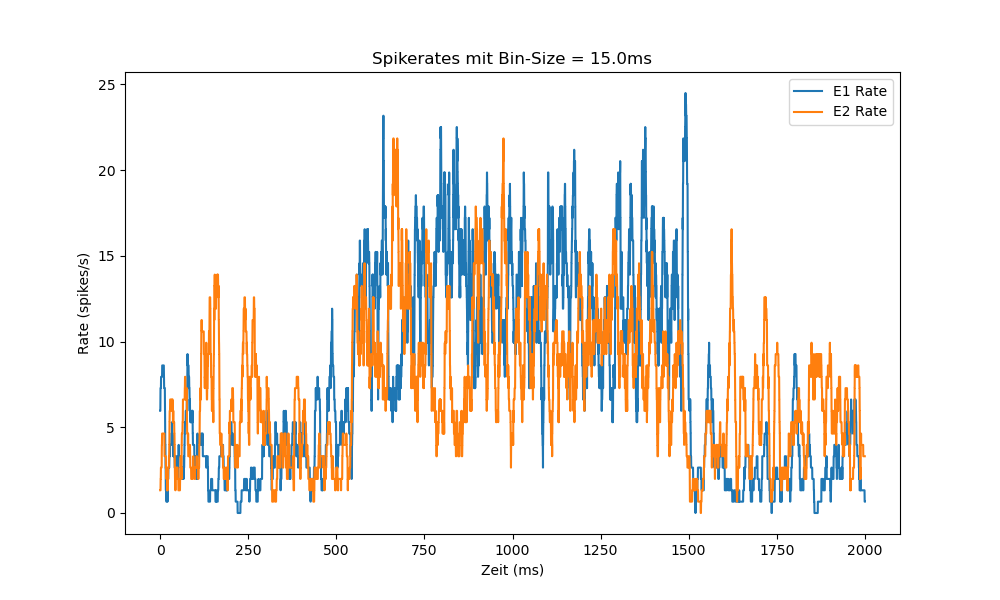 Spikerates mit Bin-Size = 15.0ms
E1 Rate
E2 Rate
Rate (spikes/s)
25
20
15
10
5
0
0 250 500 750 1000 1250 1500 1750 2000
Zeit (ms)